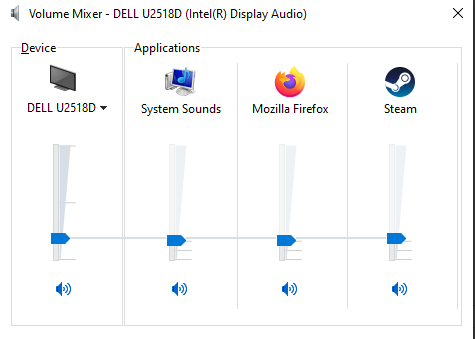 Volume Mixer - DELL U2518D (Intel(R) Display Audio)
Device
Applications
DELL U2518D
System Sounds
Mozilla Firefox
Steam